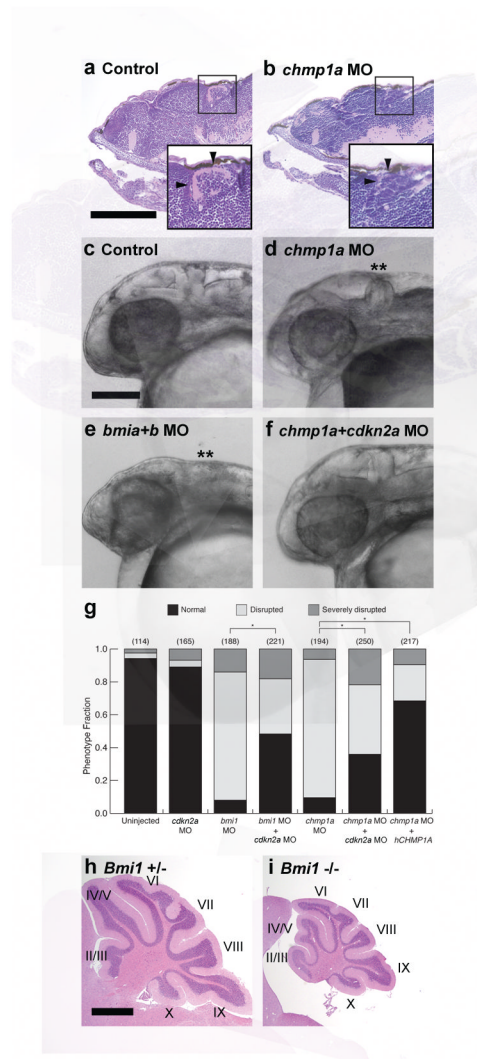 a Control
b chmp1a MO
c Control
d chmp1a MO
**
e bmia+b MO
**
f chmp1a+cdkn2a MO
g
Normal
Disrupted
Severely disrupted
* * *
(114) (165) (188) (221) (194) (250) (217)
Phenotype Fraction
1.0
0.8
0.6
0.4
0.2
0.0
Uninjected
cdkn2a MO
bmi1 MO
bmi1 MO + cdkn2a MO
chmp1a MO
chmp1a MO + cdkn2a MO
chmp1a MO + hCHMP1A
h Bmi1 +/-
VI
IV/V
VII
II/III
VIII
X
IX
i Bmi1 -/-
VI
VII
IV/V
VIII
II/III
IX
X